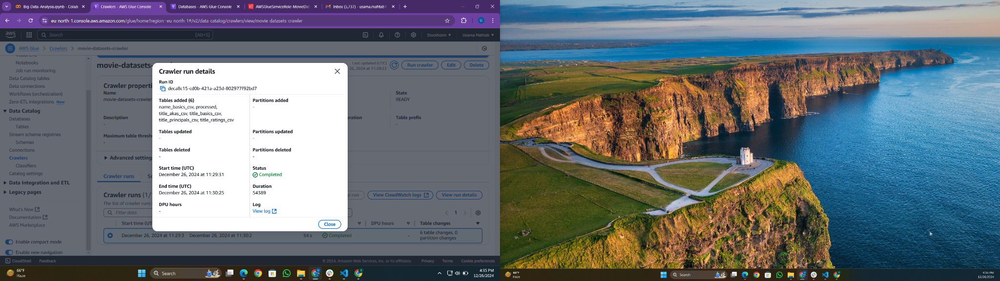 Big-Data-Analysis.ipynb - Colab
Crawlers - AWS Glue Console
Databases - AWS Glue Console
AWSGlueServiceRole-MovieDat
Inbox (5,737) - usama.mahtab1
eu-north-1.console.aws.amazon.com/glue/home?region=eu-north-1#/v2/data-catalog/crawlers/view/movie-datasets-crawler
U
aws
Search
[Alt+S]
Stockholm
Usama Mahtab
AWS Glue
Crawlers
movie-datasets-crawler
Visual ETL
Notebooks
Job run monitoring
Data Catalog tables
Data connections
Workflows (orchestration)
Zero-ETL integrations New
Data Catalog
Databases
Tables
Stream schema registries
Schemas
Connections
Crawlers
Classifiers
Catalog settings
Data Integration and ETL
Legacy pages
What's New
Documentation
AWS Marketplace
Enable compact mode
Enable new navigation
movie-datasets-
Last updated (UTC)
26, 2024 at 11:29:23
Run crawler
Edit
Delete
Crawler properti
Name
movie-datasets-crawler
State
READY
Description
-
uration
Table prefix
-
Maximum table thresh
-
Advanced settings
Crawler runs
Crawler runs (1/
The list of crawler runs
p run
View CloudWatch logs
View run details
Filter data
1
Start time (UT
DPU hours
Table changes
December 26, 2024 at 11:29:3
December 26, 2024 at 11:30:2
54 s
Completed
-
6 table changes, 0
partition changes
Crawler run details
Run ID
deca8c15-cd0b-421a-a23d-802977f92bd7
Tables added (6)
name_basics_csv, processed,
title_akas_csv, title_basics_csv,
title_principals_csv, title_ratings_csv
Partitions added
-
Tables updated
-
Partitions updated
-
Tables deleted
-
Partitions deleted
-
Start time (UTC)
December 26, 2024 at 11:29:31
Status
Completed
End time (UTC)
December 26, 2024 at 11:30:25
Duration
54389
DPU hours
-
Log
View log
Close
CloudShell
Feedback
© 2024, Amazon Web Services, Inc. or its affiliates.
Privacy
Terms
Cookie preferences
66°F
Haze
Search
4:35 PM
12/26/2024
66°F
Haze
Search
4:35 PM
12/26/2024